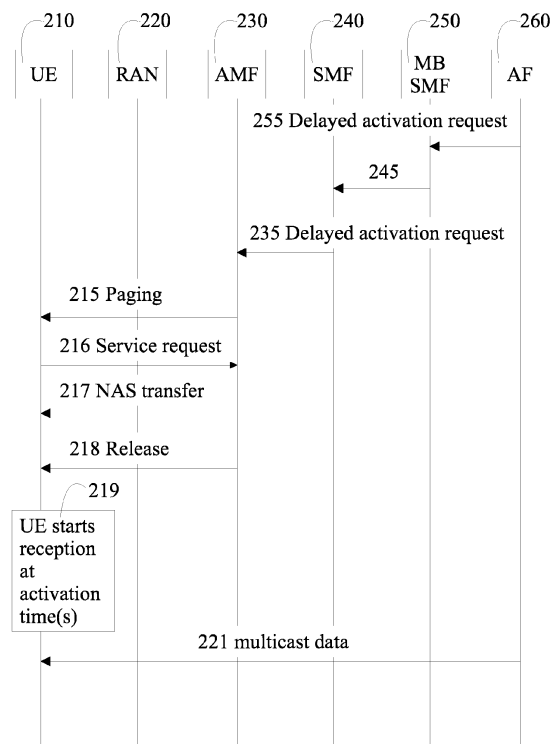 210
220
230
240
250
260
UE
RAN
AMF
SMF
MB
SMF
AF
255 Delayed activation request
245
235 Delayed activation request
215 Paging
216 Service request
217 NAS transfer
218 Release
219
UE starts
reception
at
activation
time(s)
221 multicast data